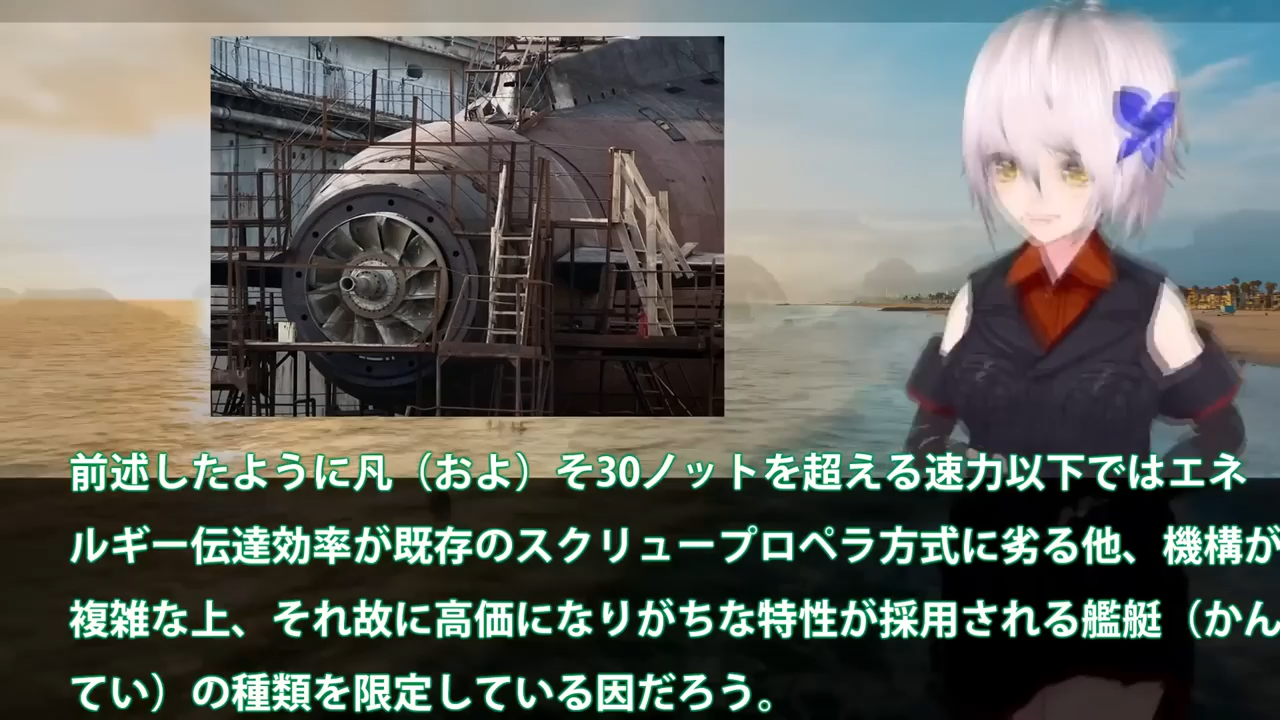 前述したように凡（およ）そ30ノットを超える速力以下ではエネ
ルギー伝達効率が既存のスクリュープロペラ方式に劣る他、機構が
複雑な上、それ故に高価になりがちな特性が採用される艦艇（かん
てい）の種類を限定している因だろう。